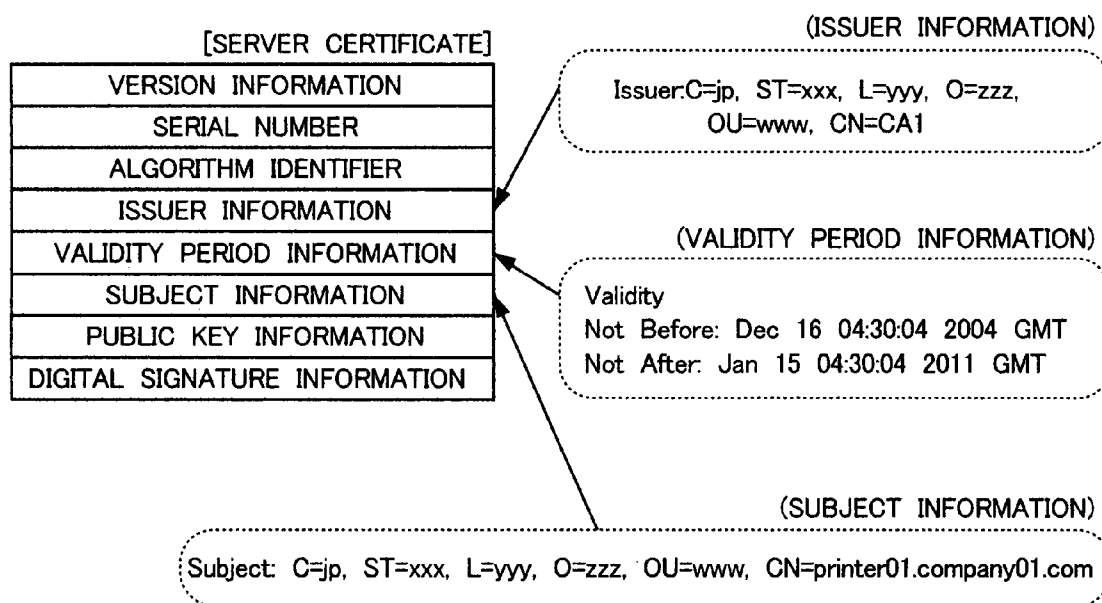 [SERVER CERTIFICATE]
VERSION INFORMATION
SERIAL NUMBER
ALGORITHM IDENTIFIER
ISSUER INFORMATION
VALIDITY PERIOD INFORMATION
SUBJECT INFORMATION
PUBLIC KEY INFORMATION
DIGITAL SIGNATURE INFORMATION
(ISSUER INFORMATION)
Issuer:C=jp, ST=xxx, L=yyy, O=zzz,
OU=www, CN=CA1
(VALIDITY PERIOD INFORMATION)
Validity
Not Before: Dec 16 04:30:04 2004 GMT
Not After: Jan 15 04:30:04 2011 GMT
(SUBJECT INFORMATION)
Subject: C=jp, ST=xxx, L=yyy, O=zzz, OU=www, CN=printer01.company01.com